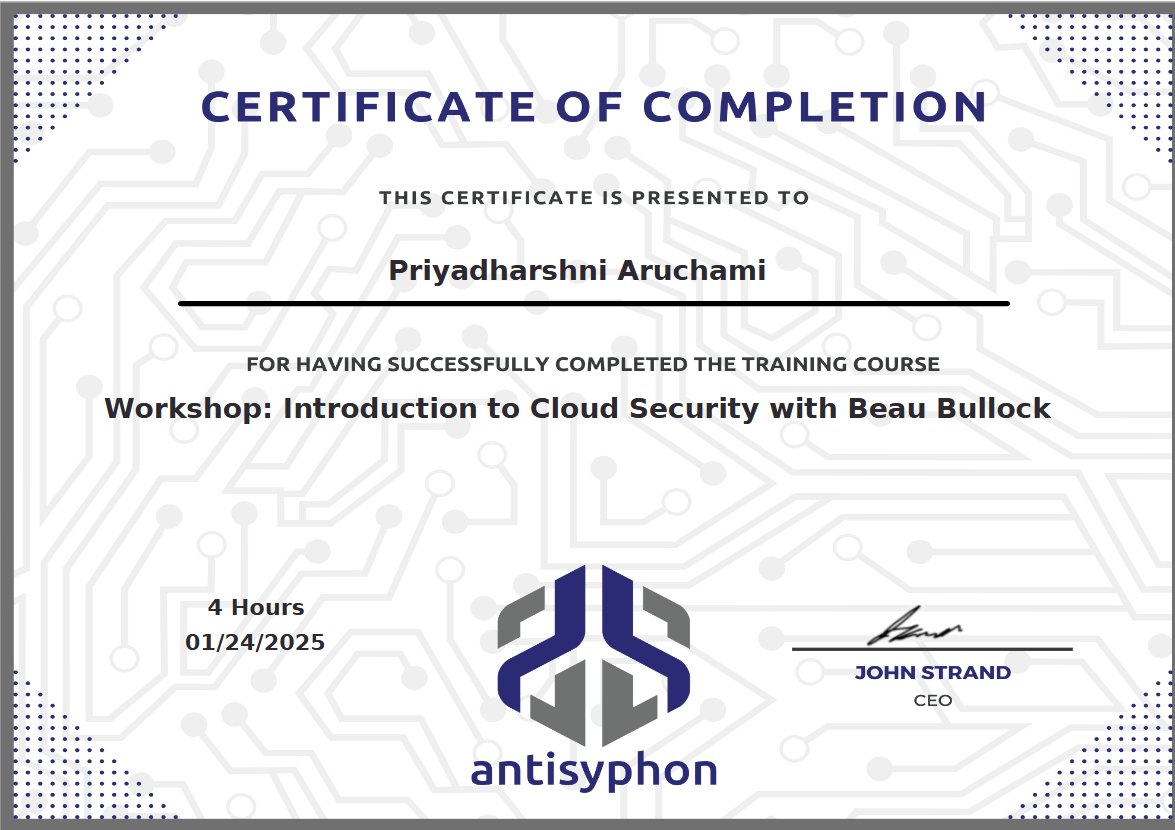 CERTIFICATE OF COMPLETION
THIS CERTIFICATE IS PRESENTED TO
Priyadharshni Aruchami
FOR HAVING SUCCESSFULLY COMPLETED THE TRAINING COURSE
Workshop: Introduction to Cloud Security with Beau Bullock
4 Hours
01/24/2025
JOHN STRAND
CEO
antisyphon